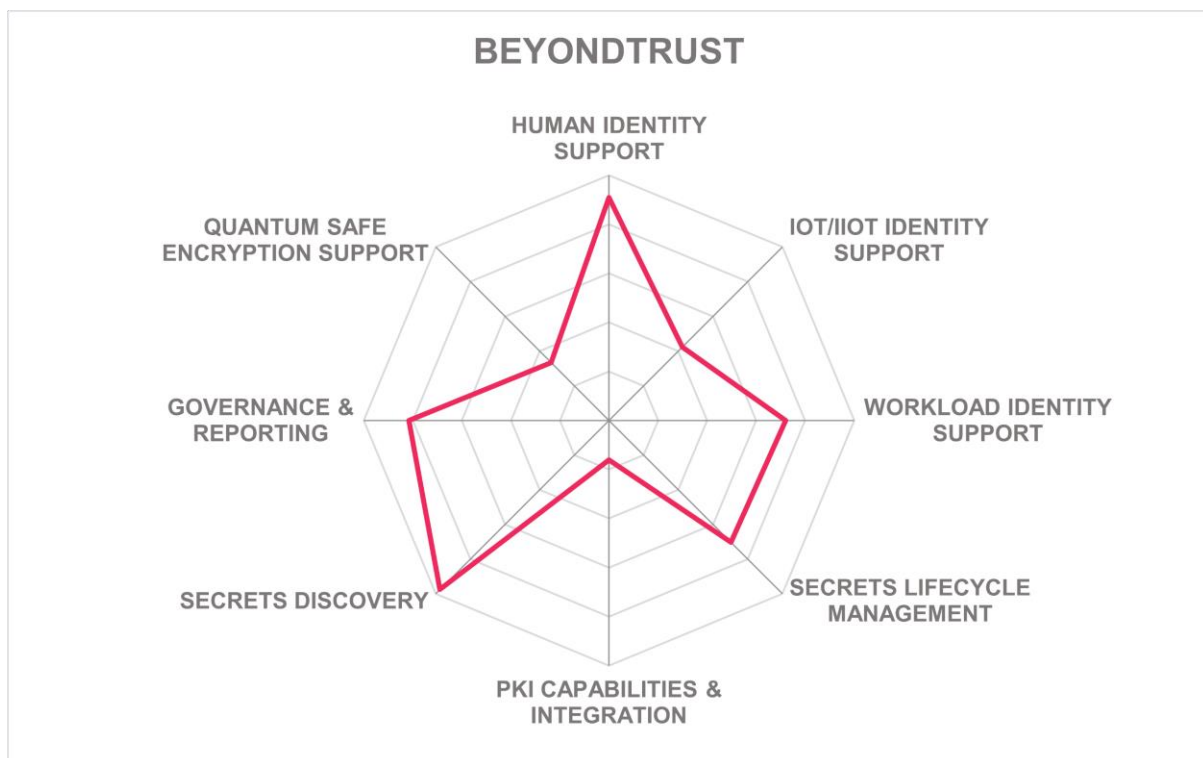 BEYONDTRUST
HUMAN IDENTITY
SUPPORT
QUANTUM SAFE
ENCRYPTION SUPPORT
IOT/IIOT IDENTITY
SUPPORT
GOVERNANCE &
REPORTING
WORKLOAD IDENTITY
SUPPORT
SECRETS DISCOVERY
SECRETS LIFECYCLE
MANAGEMENT
PKI CAPABILITIES &
INTEGRATION